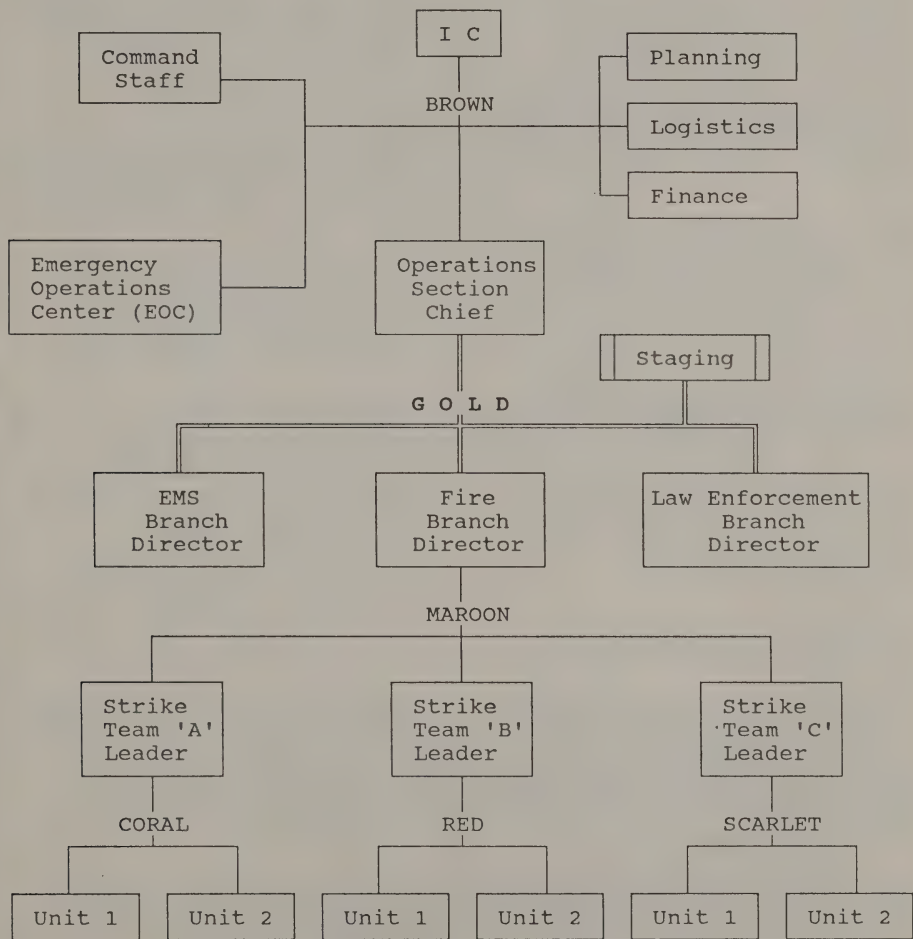 I C
Command
Staff
Planning
BROWN
Logistics
Finance
Emergency
Operations
Center (EOC)
Operations
Section
Chief
Staging
G O L D
EMS
Branch
Director
Fire
Branch
Director
Law Enforcement
Branch
Director
MAROON
Strike
Team 'A'
Leader
Strike
Team 'B'
Leader
Strike
Team 'C'
Leader
CORAL
RED
SCARLET
Unit 1
Unit 2
Unit 1
Unit 2
Unit 1
Unit 2